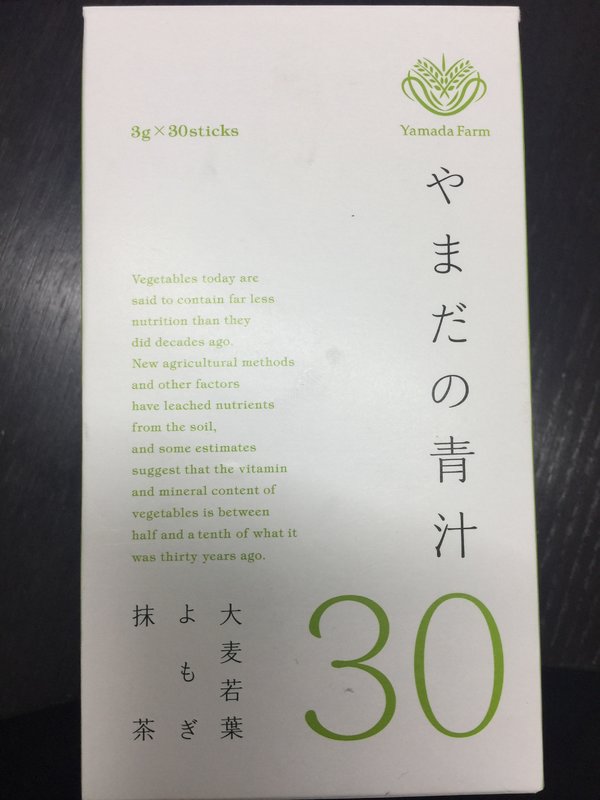 3g×30sticks
Yamada Farm
やまだの青汁
Vegetables today are
said to contain far less
nutrition than they
did decades ago.
New agricultural methods
and other factors
have leached nutrients
from the soil,
and some estimates
suggest that the vitamin
and mineral content of
vegetables is between
half and a tenth of what it
was thirty years ago.
大麦若葉
よもぎ
抹茶
30